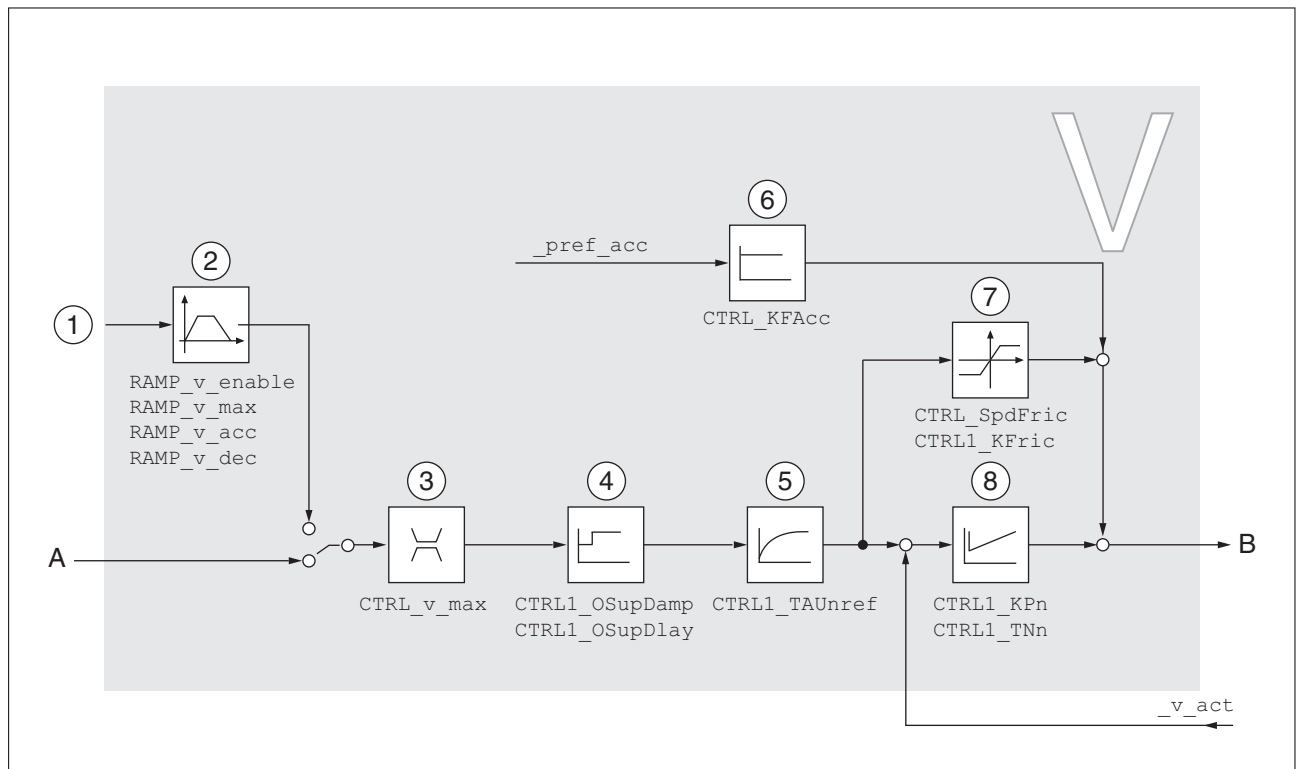 V
6
_pref_acc
2
7
CTRL_KFAcc
1
RAMP_v_enable
RAMP_v_max
RAMP_v_acc
RAMP_v_dec
CTRL_SpdFric
CTRL1_KFric
3
4
5
8
A
B
CTRL_v_max
CTRL1_OSupDamp
CTRL1_OSupDlay
CTRL1_TAUnref
CTRL1_KPn
CTRL1_TNn
_v_act